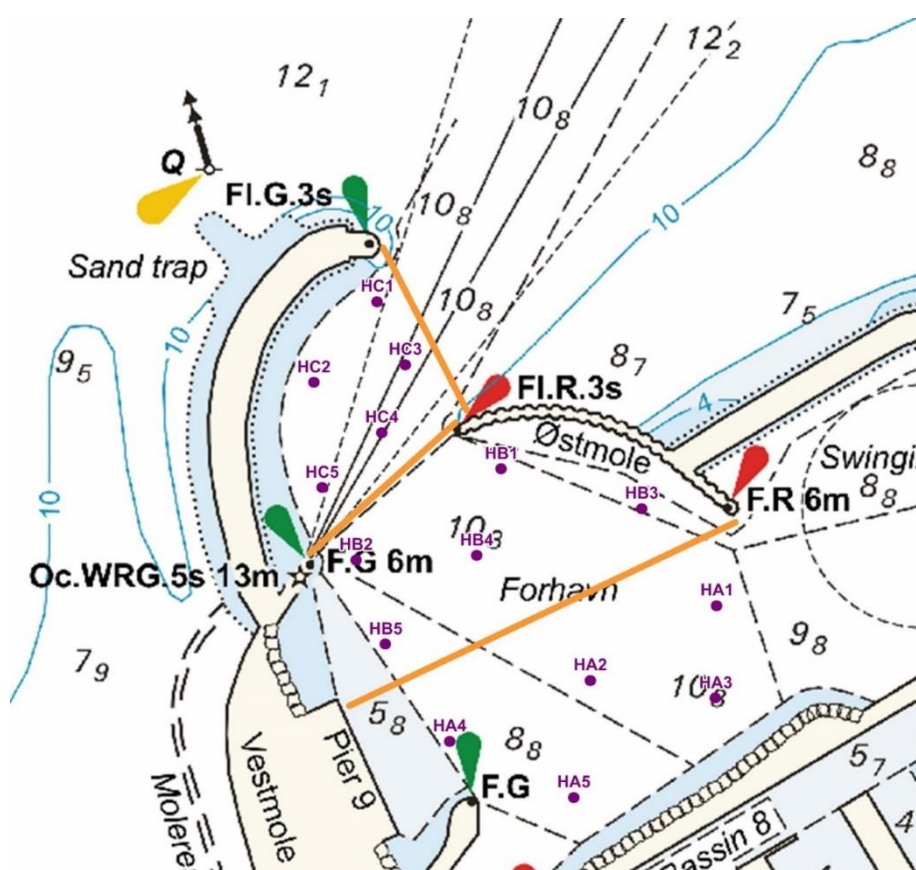 12₁
12₂
10₈
8₈
Q
Fl.G.3s
10
10₈
10
Sand trap
HC1
10₈
7₅
10
9₅
HC3
8₇
HC2
Fl.R.3s
4
HC4
Østmole
HB1
Swingi
HC5
8₈
10
HB3
F.R 6m
10₃
HB4
HB2
F.G 6m
Oc.WRG.5s 13m
Forhavn
HA1
HB5
9₈
7₉
HA2
HA3
5₈
HA4
8₈
Pier 9
Vestmole
Moleres
F.G
HA5
5₇
Bassin 8
4